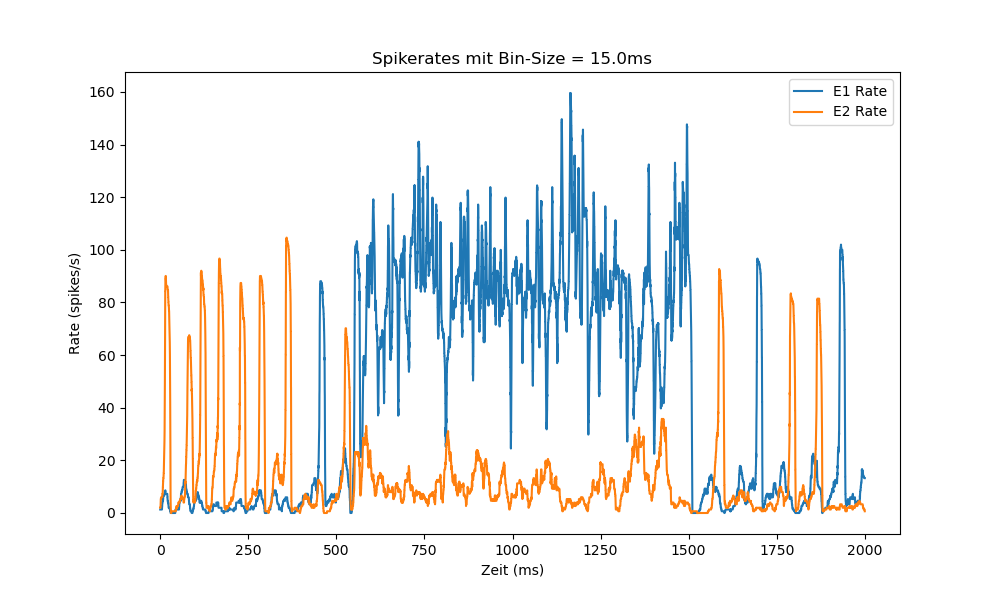 Spikerates mit Bin-Size = 15.0ms
E1 Rate
E2 Rate
Rate (spikes/s)
160
140
120
100
80
60
40
20
0
0 250 500 750 1000 1250 1500 1750 2000
Zeit (ms)